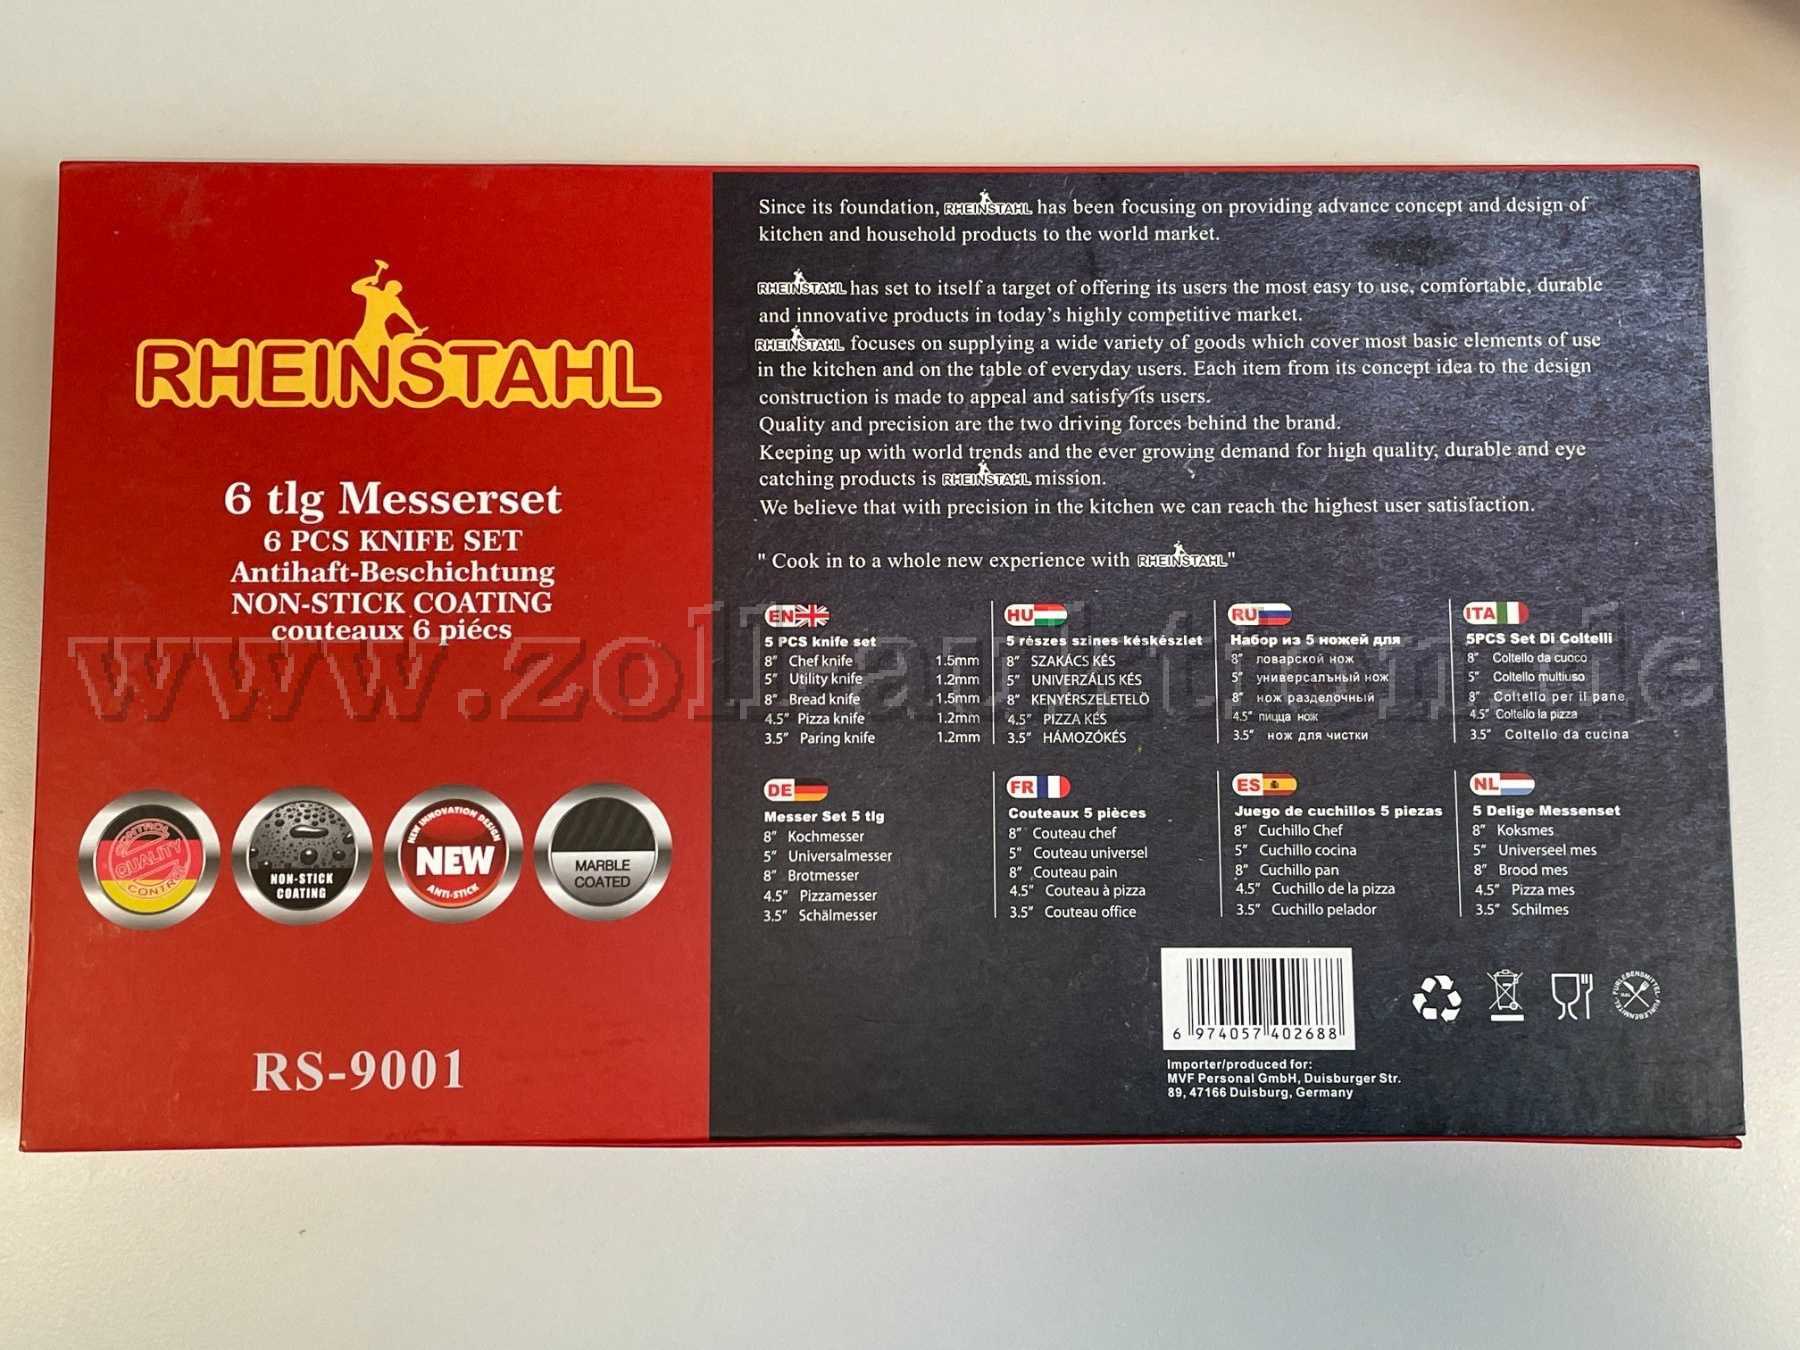 RHEINSTAHL
6 tlg Messerset
6 PCS KNIFE SET
Antihaft-Beschichtung
NON-STICK COATING
couteaux 6 piécs
CONTROL
QUALITY
CONTROL
NON-STICK
COATING
NEW INNOVATION DESIGN
NEW
ANTI-STICK
MARBLE
COATED
RS-9001
Since its foundation, RHEINSTAHL has been focusing on providing advance concept and design of
kitchen and household products to the world market.
RHEINSTAHL has set to itself a target of offering its users the most easy to use, comfortable, durable
and innovative products in today's highly competitive market.
RHEINSTAHL focuses on supplying a wide variety of goods which cover most basic elements of use
in the kitchen and on the table of everyday users. Each item from its concept idea to the design
construction is made to appeal and satisfy its users.
Quality and precision are the two driving forces behind the brand.
Keeping up with world trends and the ever growing demand for high quality, durable and eye
catching products is RHEINSTAHL mission.
We believe that with precision in the kitchen we can reach the highest user satisfaction.
" Cook in to a whole new experience with RHEINSTAHL"
EN
5 PCS knife set
8" Chef knife 1.5mm
5" Utility knife 1.2mm
8" Bread knife 1.5mm
4.5" Pizza knife 1.2mm
3.5" Paring knife 1.2mm
HU
5 részes színes késkészlet
8" SZAKÁCS KÉS
5" UNIVERZÁLIS KÉS
8" KENYÉRSZELETELÖ
4.5" PIZZA KÉS
3.5" HÁMOZÓKÉS
RU
Набор из 5 ножей для
8" поварской нож
5" универсальный нож
8" нож разделочный
4.5" пицца нож
3.5" нож для чистки
ITA
5PCS Set Di Coltelli
8" Coltello da cuoco
5" Coltello multiuso
8" Coltello per il pane
4.5" Coltello la pizza
3.5" Coltello da cucina
DE
Messer Set 5 tlg
8" Kochmesser
5" Universalmesser
8" Brotmesser
4.5" Pizzamesser
3.5" Schälmesser
FR
Couteaux 5 pièces
8" Couteau chef
5" Couteau universel
8" Couteau pain
4.5" Couteau à pizza
3.5" Couteau office
ES
Juego de cuchillos 5 piezas
8" Cuchillo Chef
5" Cuchillo cocina
8" Cuchillo pan
4.5" Cuchillo de la pizza
3.5" Cuchillo pelador
NL
5 Delige Messenset
8" Koksmes
5" Universeel mes
8" Brood mes
4.5" Pizza mes
3.5" Schilmes
6 974057 402688
Importer/produced for:
MVF Personal GmbH, Duisburger Str.
89, 47166 Duisburg, Germany
www.zoll-auktion.de